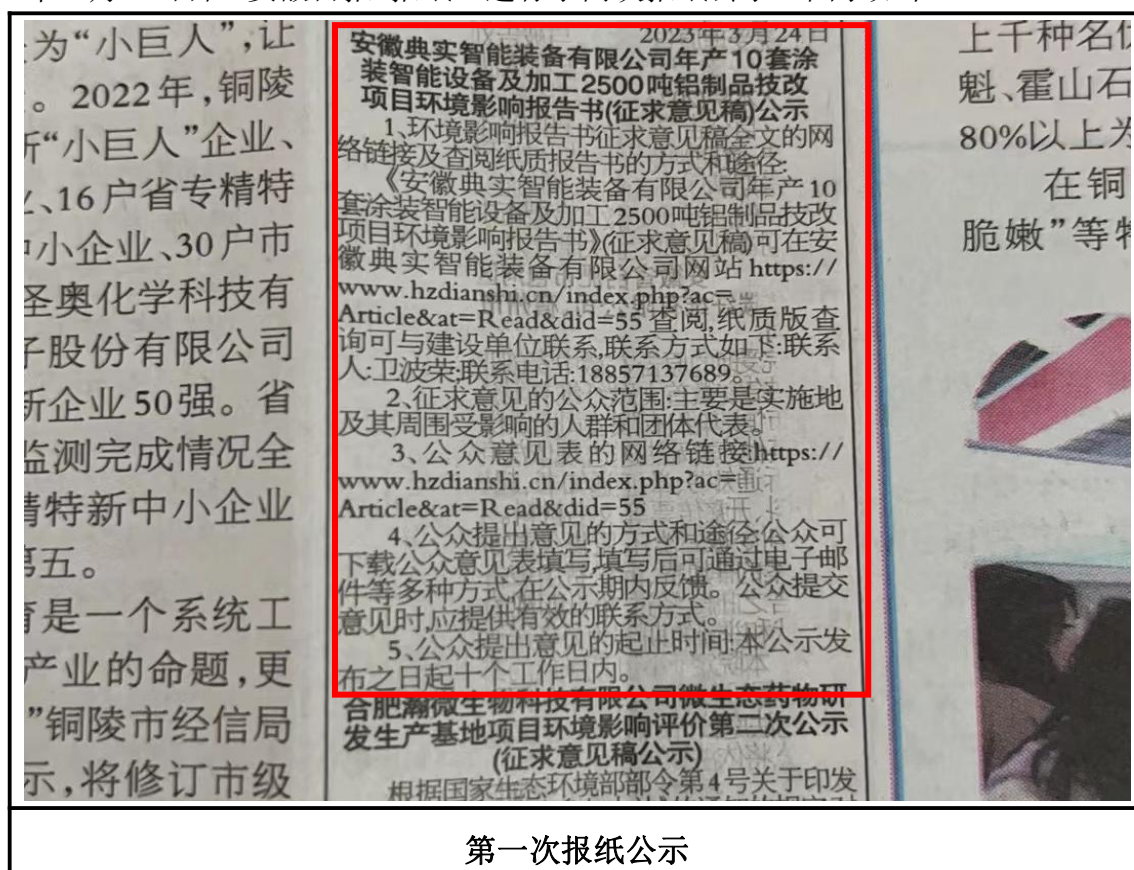 为“小巨人”,让
。2022年,铜陵
“小巨人”企业、
、16户省专精特
中小企业、30户市
圣奥化学科技有
子股份有限公司
新企业50强。省
监测完成情况全
精特新中小企业
第五。
育是一个系统工
产业的命题,更
”铜陵市经信局
示,将修订市级
2023年3月24日
安徽典实智能装备有限公司年产10套涂
装智能设备及加工2500吨铝制品技改
项目环境影响报告书(征求意见稿)公示
1、环境影响报告书征求意见稿全文的网
络链接及查阅纸质报告书的方式和途径:
《安徽典实智能装备有限公司年产10
套涂装智能设备及加工2500吨铝制品技改
项目环境影响报告书》(征求意见稿)可在安
徽典实智能装备有限公司网站https://
www.hzdianshi.cn/index.php?ac=
Article&at=Read&did=55查阅,纸质版查
询可与建设单位联系,联系方式如下:联系
人:卫波荣;联系电话:18857137689。
2、征求意见的公众范围:主要是实施地
及其周围受影响的人群和团体代表。
3、公众意见表的网络链接:https://
www.hzdianshi.cn/index.php?ac=
Article&at=Read&did=55
4、公众提出意见的方式和途径:公众可
下载公众意见表填写,填写后可通过电子邮
件等多种方式,在公示期内反馈。公众提交
意见时,应提供有效的联系方式。
5、公众提出意见的起止时间:本公示发
布之日起十个工作日内。
合肥瀚微生物科技有限公司微生态药物研
发生产基地项目环境影响评价第二次公示
(征求意见稿公示)
根据国家生态环境部部令第4号关于印发
上千种名优
魁、霍山石
80%以上为
在铜
脆嫩”等特
第一次报纸公示